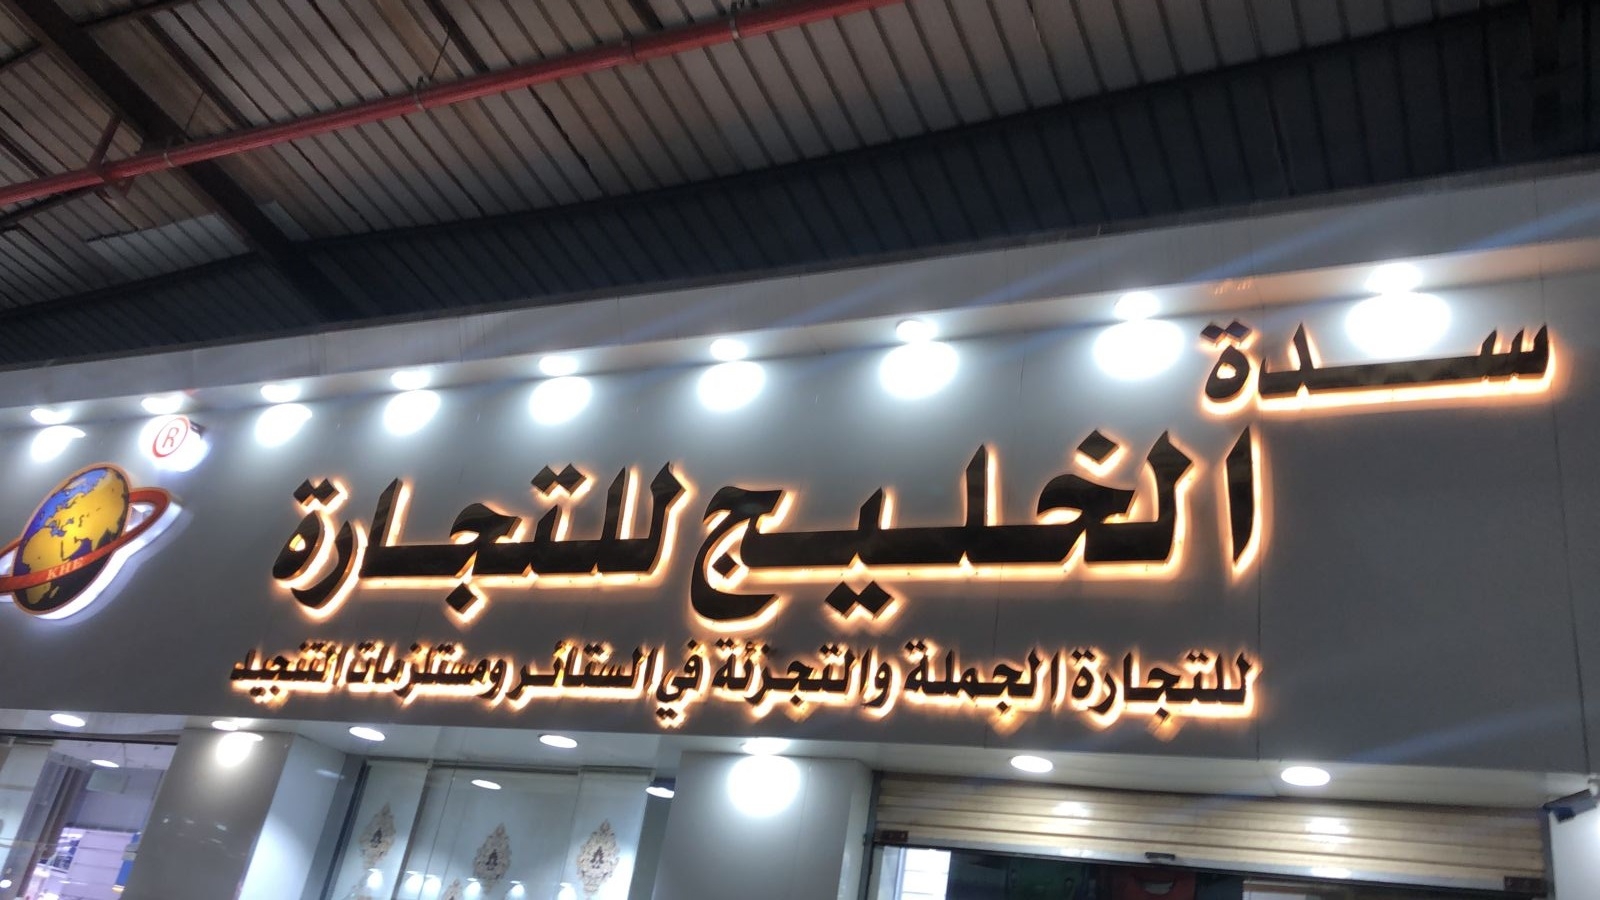 سدة
الخليج للتجارة
للتجارة الجملة والتجزئة في الستائر ومستلزمات التنجيد
®
KHE